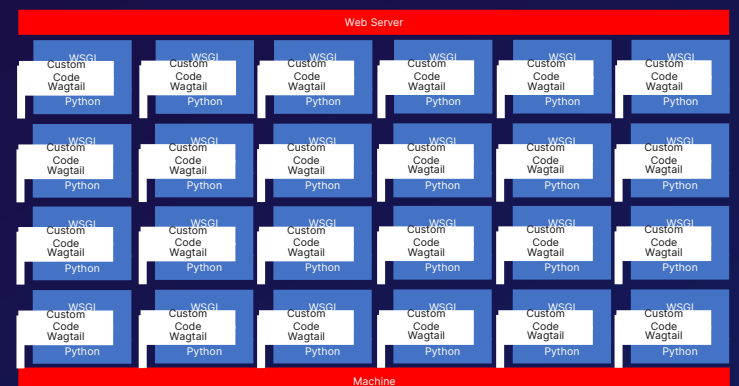 Web Server
WSGI
Custom
Code
Wagtail
Python
WSGI
Custom
Code
Wagtail
Python
WSGI
Custom
Code
Wagtail
Python
WSGI
Custom
Code
Wagtail
Python
WSGI
Custom
Code
Wagtail
Python
WSGI
Custom
Code
Wagtail
Python
WSGI
Custom
Code
Wagtail
Python
WSGI
Custom
Code
Wagtail
Python
WSGI
Custom
Code
Wagtail
Python
WSGI
Custom
Code
Wagtail
Python
WSGI
Custom
Code
Wagtail
Python
WSGI
Custom
Code
Wagtail
Python
WSGI
Custom
Code
Wagtail
Python
WSGI
Custom
Code
Wagtail
Python
WSGI
Custom
Code
Wagtail
Python
WSGI
Custom
Code
Wagtail
Python
WSGI
Custom
Code
Wagtail
Python
WSGI
Custom
Code
Wagtail
Python
WSGI
Custom
Code
Wagtail
Python
WSGI
Custom
Code
Wagtail
Python
WSGI
Custom
Code
Wagtail
Python
WSGI
Custom
Code
Wagtail
Python
WSGI
Custom
Code
Wagtail
Python
WSGI
Custom
Code
Wagtail
Python
Machine